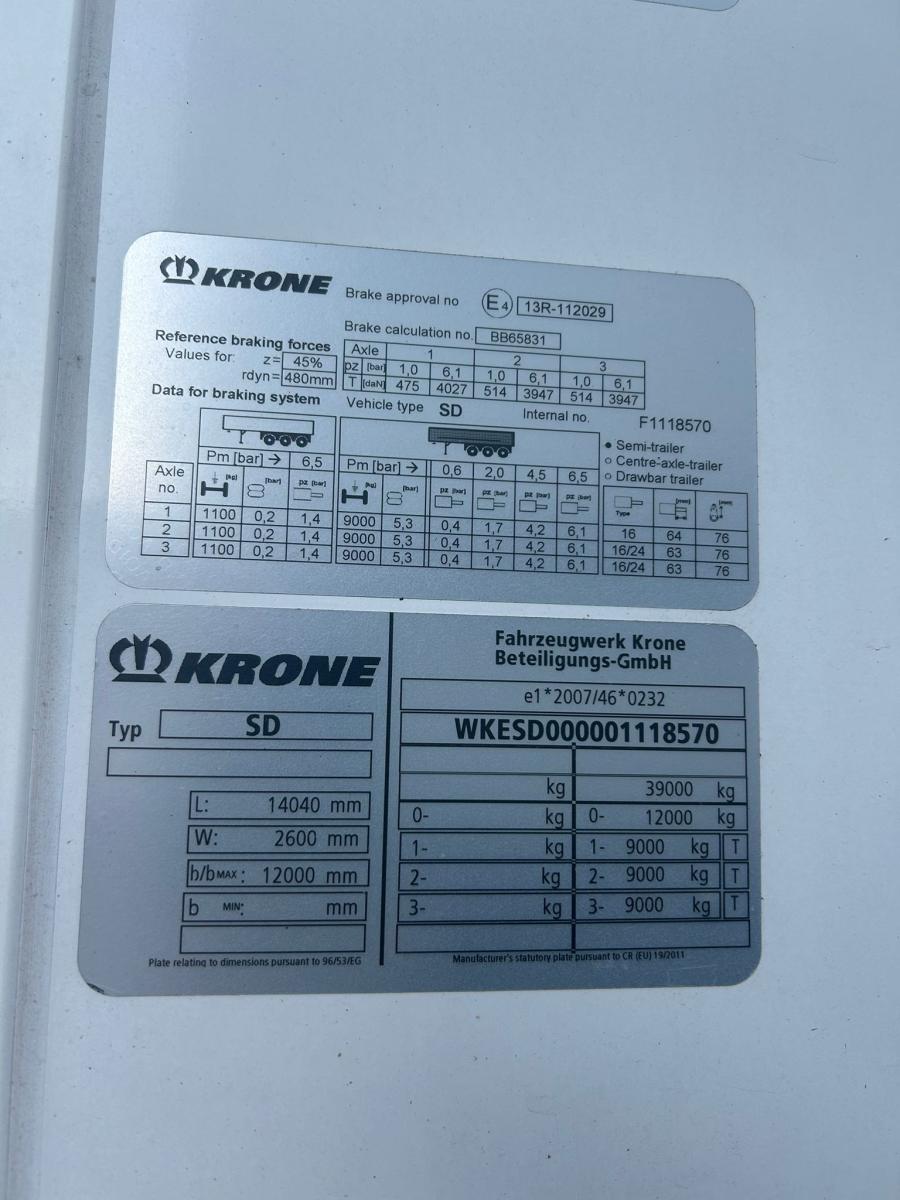 KRONE
Brake approval no E4 13R-112029
Brake calculation no. BB65831
Reference braking forces
Values for: z= 45%
rdyn= 480mm
Axle 1 2 3
pz [bar] 1,0 6,1 1,0 6,1 1,0 6,1
T [daN] 475 4027 514 3947 514 3947
Data for braking system
Vehicle type SD Internal no. F1118570
• Semi-trailer
○ Centre-axle-trailer
○ Drawbar trailer
Pm [bar] → 6,5 Pm [bar] → 0,6 2,0 4,5 6,5
Axle no. [kg] [bar] pz [bar] [kg] [bar] pz [bar] pz [bar] pz [bar] pz [bar] Type [mm] [mm]
1 1100 0,2 1,4 9000 5,3 0,4 1,7 4,2 6,1 16 64 76
2 1100 0,2 1,4 9000 5,3 0,4 1,7 4,2 6,1 16/24 63 76
3 1100 0,2 1,4 9000 5,3 0,4 1,7 4,2 6,1 16/24 63 76
KRONE
Typ SD
L: 14040 mm
W: 2600 mm
b/b MAX: 12000 mm
b MIN: mm
Plate relating to dimensions pursuant to 96/53/EG
Fahrzeugwerk Krone
Beteiligungs-GmbH
e1*2007/46*0232
WKESD000001118570
kg 39000 kg
0- kg 0- 12000 kg
1- kg 1- 9000 kg T
2- kg 2- 9000 kg T
3- kg 3- 9000 kg T
Manufacturer's statutory plate pursuant to CR (EU) 19/2011